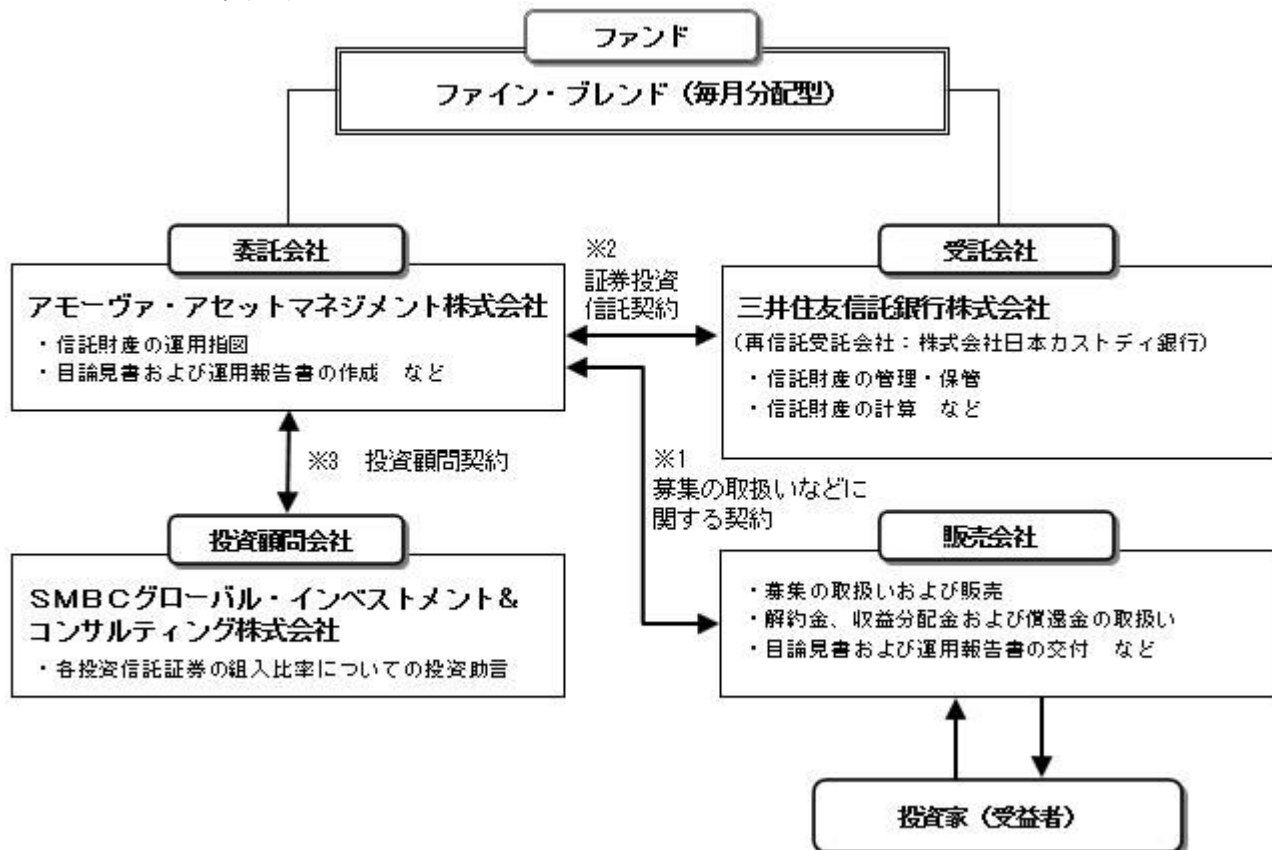 ファンド
ファイン・ブレンド（毎月分配型）
委託会社
アモーヴァ・アセットマネジメント株式会社
・信託財産の運用指図
・目論見書および運用報告書の作成　など
※2
証券投資
信託契約
受託会社
三井住友信託銀行株式会社
（再信託受託会社：株式会社日本カストディ銀行）
・信託財産の管理・保管
・信託財産の計算　など
※3　投資顧問契約
※1
募集の取扱いなどに
関する契約
投資顧問会社
ＳＭＢＣグローバル・インベストメント＆
コンサルティング株式会社
・各投資信託証券の組入比率についての投資助言
販売会社
・募集の取扱いおよび販売
・解約金、収益分配金および償還金の取扱い
・目論見書および運用報告書の交付　など
投資家（受益者）